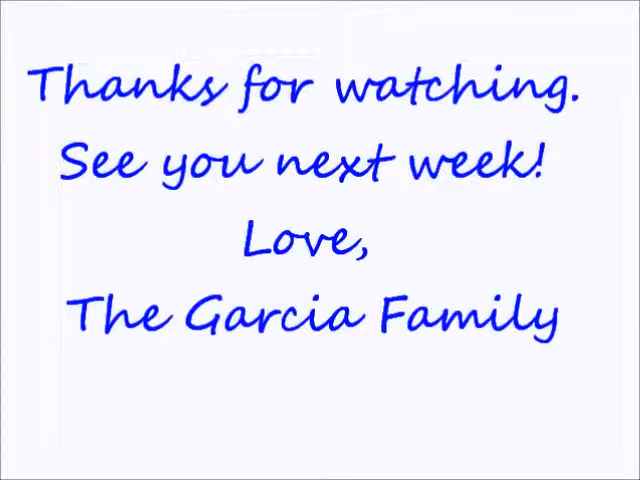 Thanks for watching.
See you next week!
Love,
The Garcia Family